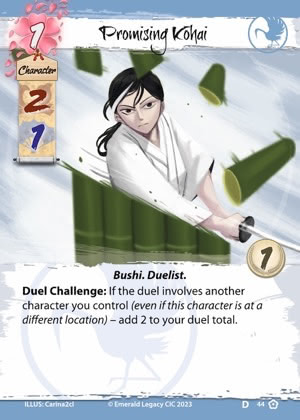 1
Promising Kohai
Character
2
1
1
Bushi. Duelist.
Duel Challenge: If the duel involves another
character you control (even if this character is at a
different location) – add 2 to your duel total.
ILLUS: Carina2cl
© Emerald Legacy CIC 2023
D 44